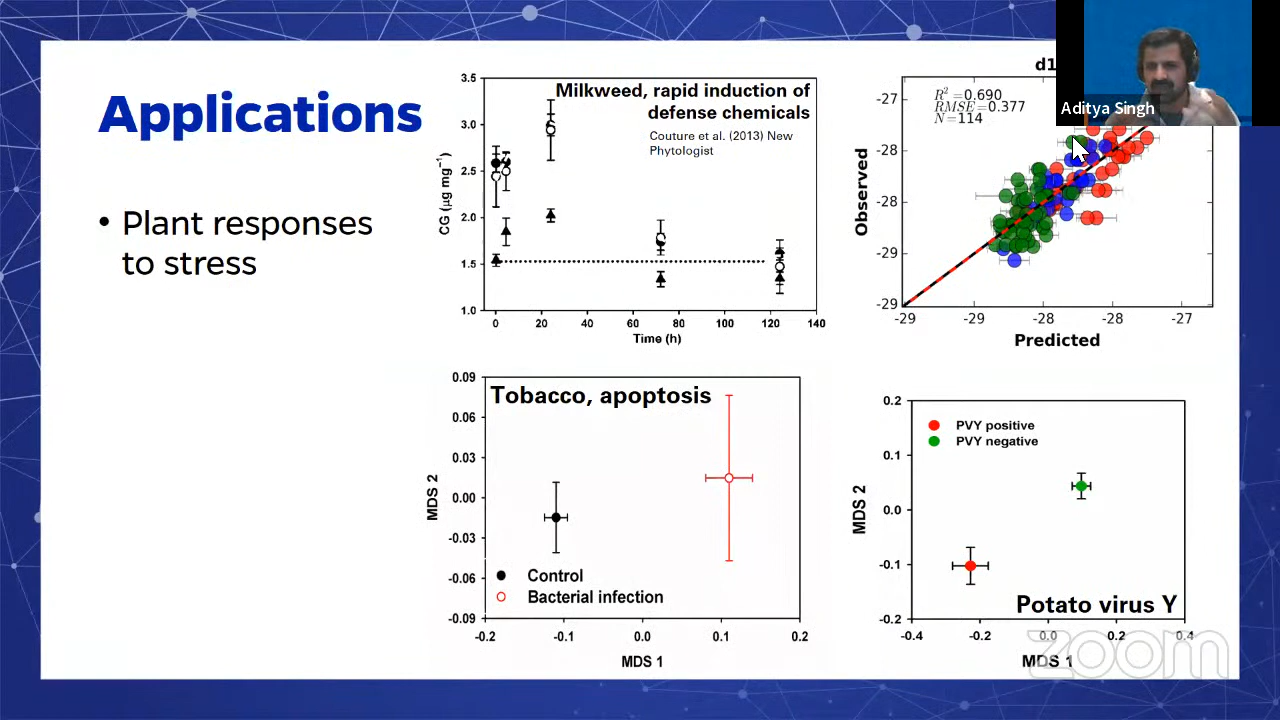 Applications
• Plant responses
to stress
Milkweed, rapid induction of
defense chemicals
Couture et al. (2013) New
Phytologist
CG (µg mg⁻¹)
3.5
3.0
2.5
2.0
1.5
1.0
0 20 40 60 80 100 120 140
Time (h)
d1
R²=0.690
RMSE=0.377
N=114
Aditya Singh
Observed
-27
-28
-28
-29
-29
-29 -29 -28 -28 -27
Predicted
Tobacco, apoptosis
MDS 2
0.09
0.06
0.03
0.00
-0.03
-0.06
-0.09
Control
Bacterial infection
-0.2 -0.1 0.0 0.1 0.2
MDS 1
PVY positive
PVY negative
MDS 2
0.2
0.1
0.0
-0.1
-0.2
Potato virus Y
-0.4 -0.2 0.0 0.2 0.4
MDS 1
zoom